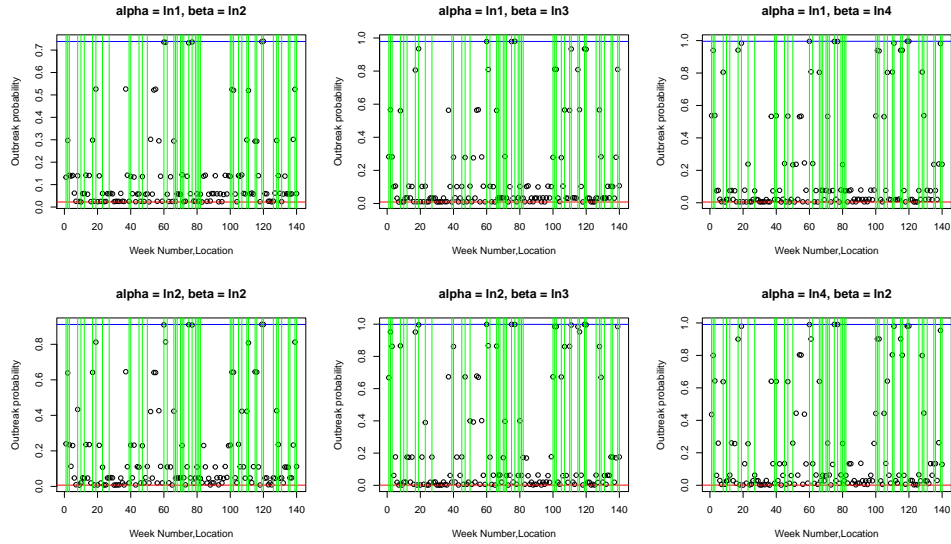 alpha = ln1, beta = ln2
alpha = ln1, beta = ln3
alpha = ln1, beta = ln4
Outbreak probability
0.0 0.1 0.2 0.3 0.4 0.5 0.6 0.7
0 20 40 60 80 100 120 140
Week Number,Location
Outbreak probability
0.0 0.2 0.4 0.6 0.8 1.0
0 20 40 60 80 100 120 140
Week Number,Location
Outbreak probability
0.0 0.2 0.4 0.6 0.8 1.0
0 20 40 60 80 100 120 140
Week Number,Location
alpha = ln2, beta = ln2
alpha = ln2, beta = ln3
alpha = ln4, beta = ln2
Outbreak probability
0.0 0.2 0.4 0.6 0.8
0 20 40 60 80 100 120 140
Week Number,Location
Outbreak probability
0.0 0.2 0.4 0.6 0.8 1.0
0 20 40 60 80 100 120 140
Week Number,Location
Outbreak probability
0.0 0.2 0.4 0.6 0.8 1.0
0 20 40 60 80 100 120 140
Week Number,Location